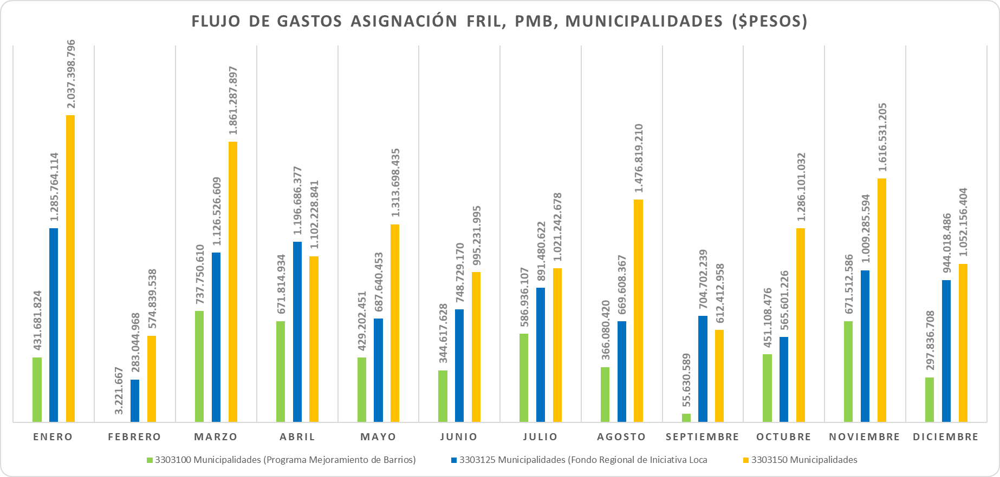 FLUJO DE GASTOS ASIGNACIÓN FRIL, PMB, MUNICIPALIDADES ($PESOS)
431.681.824
1.285.764.114
2.037.398.796
3.221.667
283.044.968
574.839.538
737.750.610
1.126.526.609
1.861.287.897
671.814.934
1.196.686.377
1.102.228.841
429.202.451
687.640.453
1.313.698.435
344.617.628
748.729.170
995.231.995
586.936.107
891.480.622
1.021.242.678
366.080.420
669.608.367
1.476.819.210
55.630.589
704.702.239
612.412.958
451.108.476
565.601.226
1.286.101.032
671.512.586
1.009.285.594
1.616.531.205
297.836.708
944.018.486
1.052.156.404
ENERO
FEBRERO
MARZO
ABRIL
MAYO
JUNIO
JULIO
AGOSTO
SEPTIEMBRE
OCTUBRE
NOVIEMBRE
DICIEMBRE
3303100 Municipalidades (Programa Mejoramiento de Barrios)
3303125 Municipalidades (Fondo Regional de Iniciativa Loca
3303150 Municipalidades